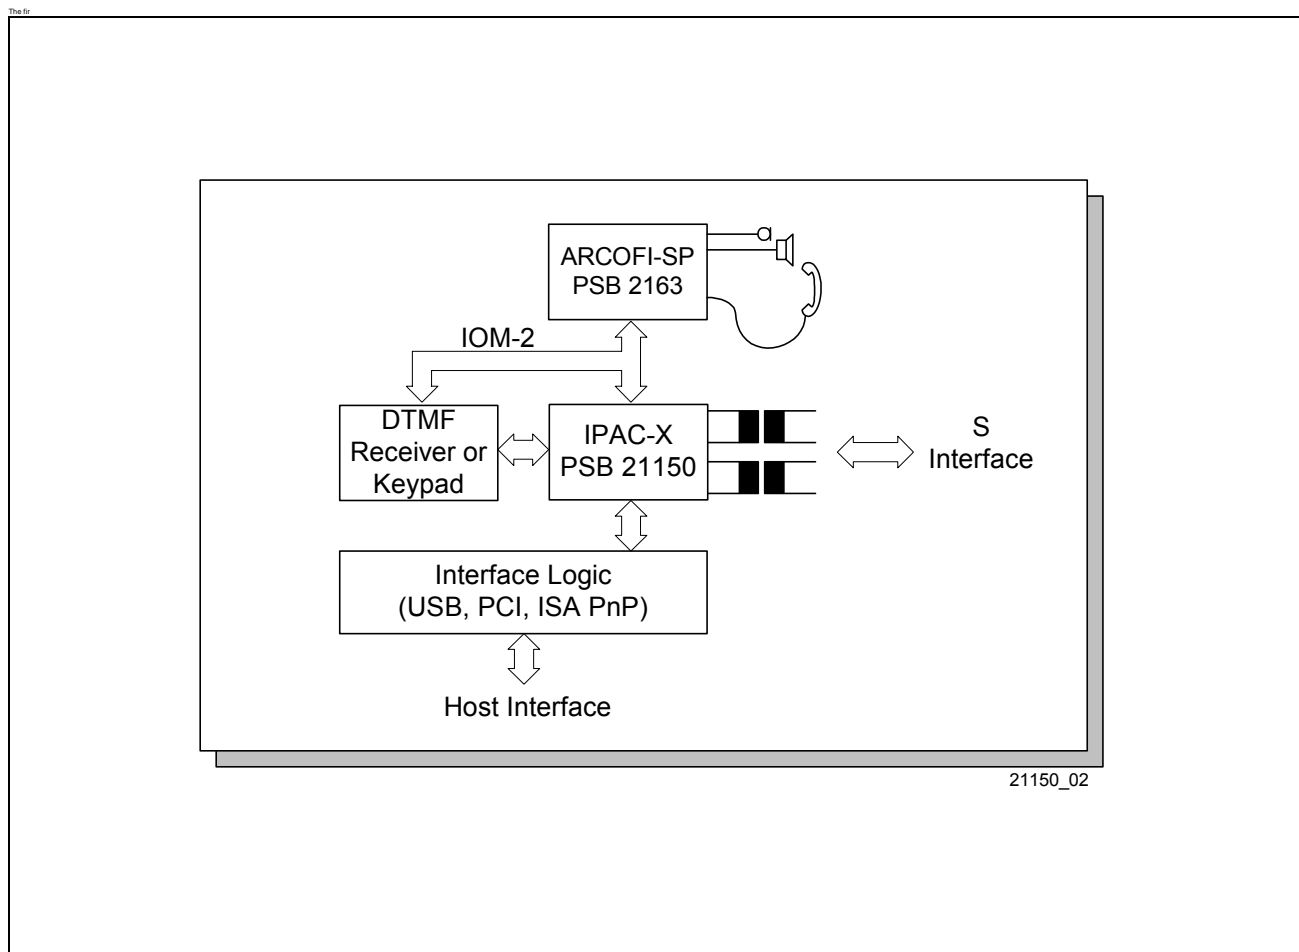 The fir
ARCOFI-SP
PSB 2163
IOM-2
DTMF
Receiver or
Keypad
IPAC-X
PSB 21150
S
Interface
Interface Logic
(USB, PCI, ISA PnP)
Host Interface
21150_02